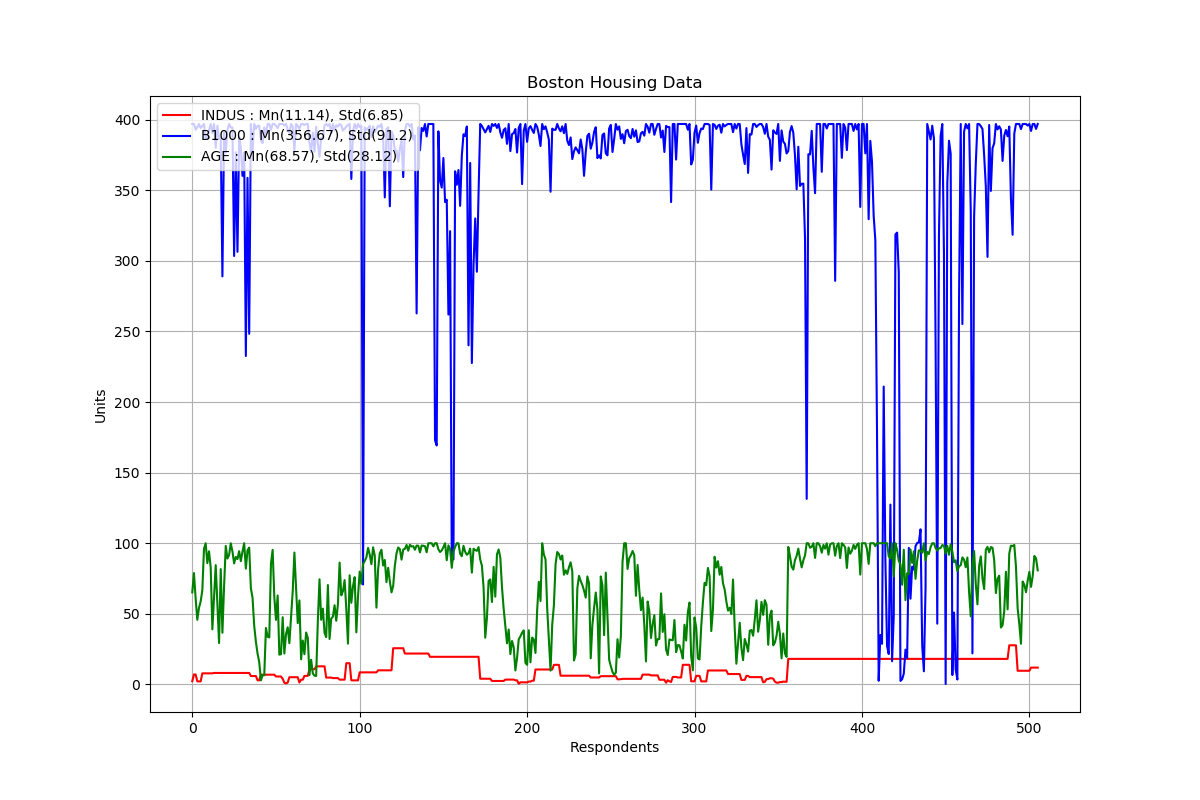 Boston Housing Data
INDUS : Mn(11.14), Std(6.85)
B1000 : Mn(356.67), Std(91.2)
AGE : Mn(68.57), Std(28.12)
400
350
300
250
200
150
100
50
0
Units
0 100 200 300 400 500
Respondents